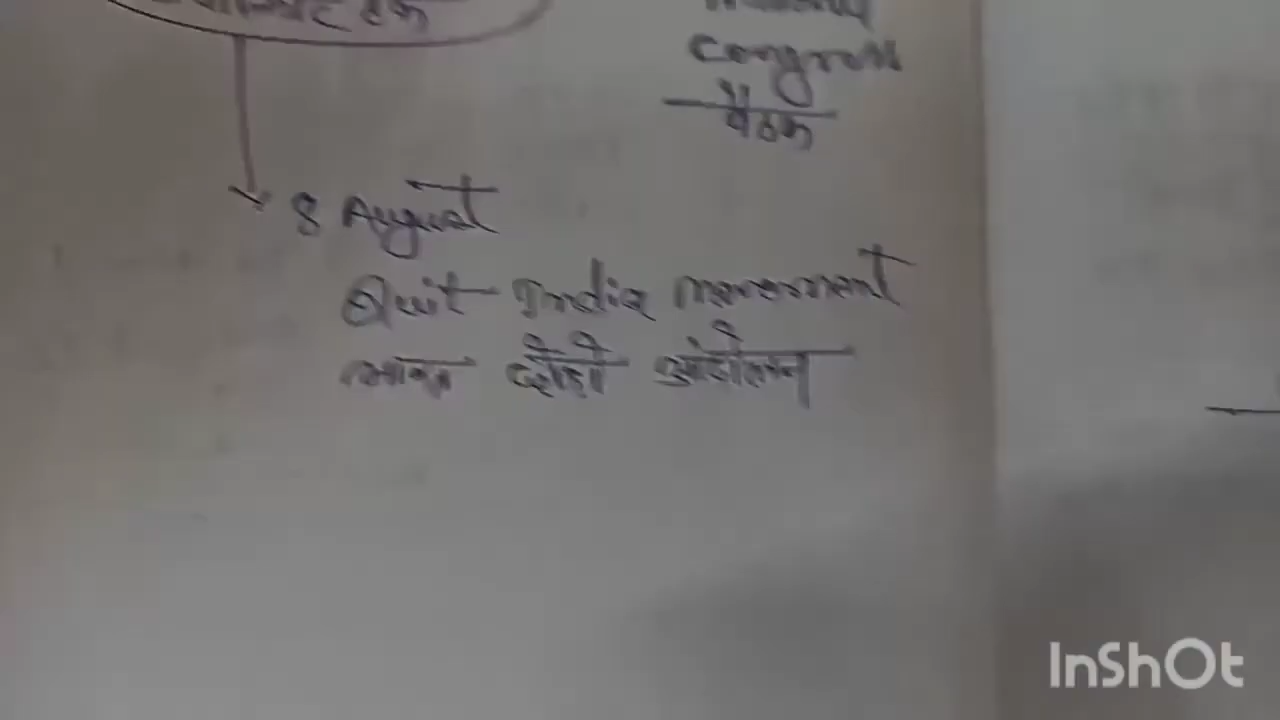 Congress
बैठक
8 August
Quit India movement
भारत छोड़ो आंदोलन
InShOt